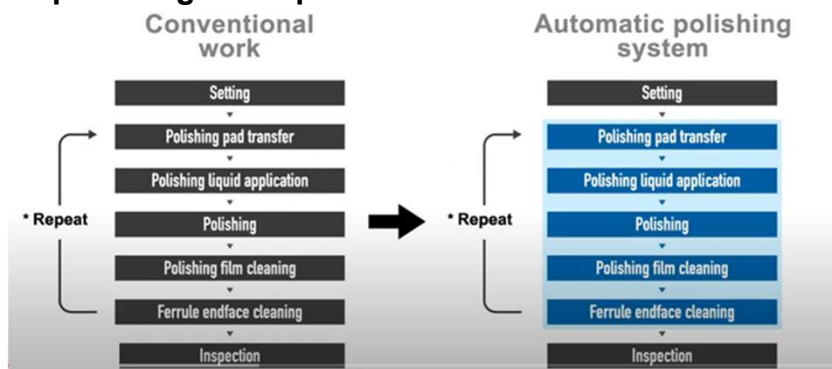 Conventional
work
Setting
Polishing pad transfer
Polishing liquid application
* Repeat
Polishing
Polishing film cleaning
Ferrule endface cleaning
Inspection
Automatic polishing
system
Setting
Polishing pad transfer
Polishing liquid application
* Repeat
Polishing
Polishing film cleaning
Ferrule endface cleaning
Inspection